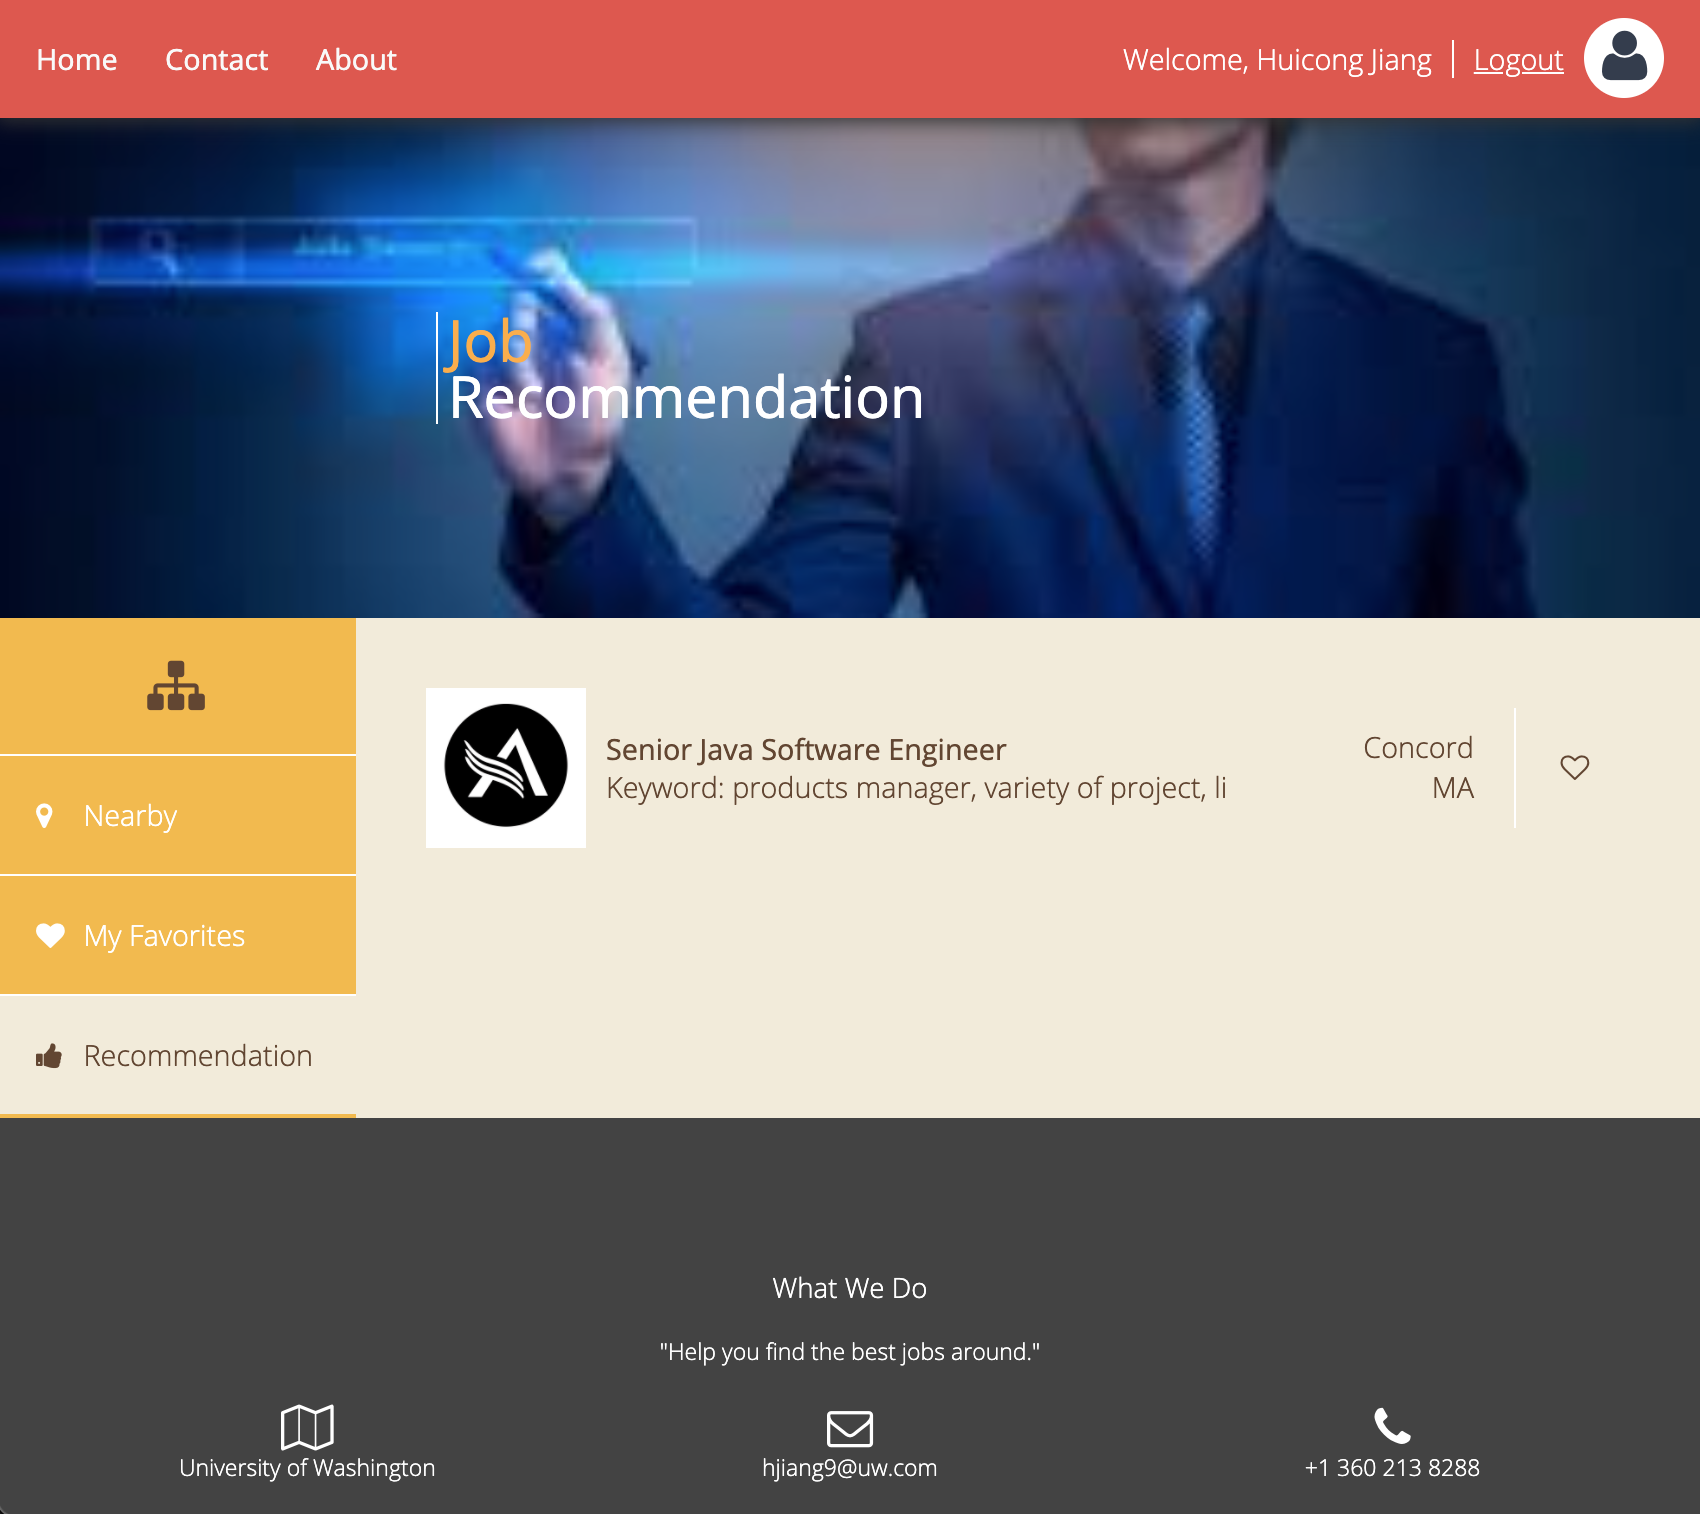 Home Contact About Welcome, Huicong Jiang Logout
Job
Recommendation
Senior Java Software Engineer
Keyword: products manager, variety of project, li
Concord
MA
Nearby
My Favorites
Recommendation
What We Do
"Help you find the best jobs around."
University of Washington
hjiang9@uw.com
+1 360 213 8288